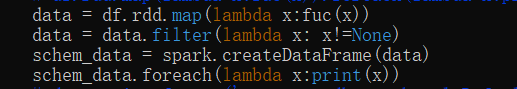 data = df.rdd.map(lambda x:fuc(x))
data = data.filter(lambda x: x!=None)
schem_data = spark.createDataFrame(data)
schem_data.foreach(lambda x:print(x))